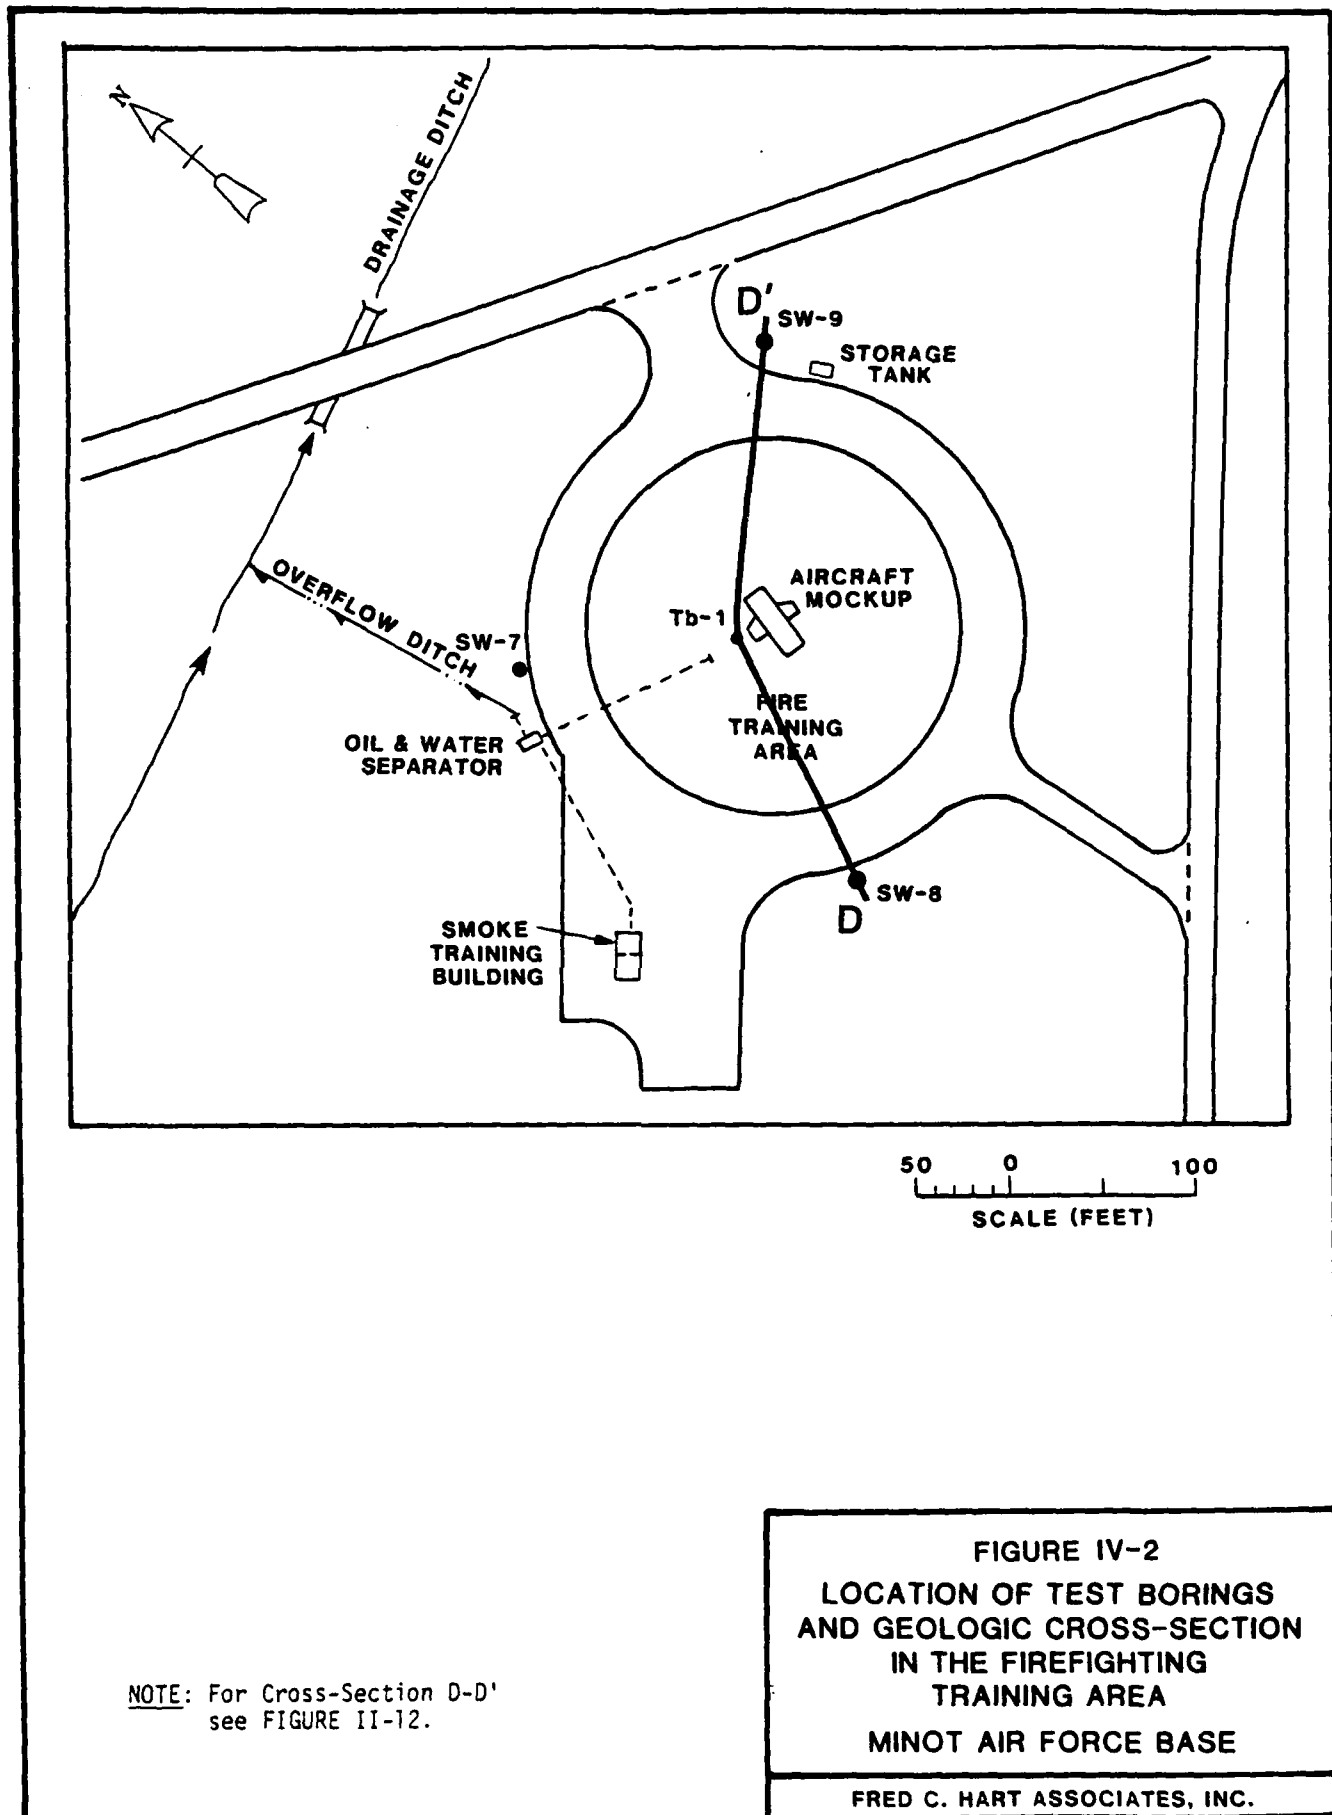 N
DRAINAGE DITCH
D'
SW-9
STORAGE
TANK
OVERFLOW DITCH
SW-7
Tb-1
AIRCRAFT
MOCKUP
FIRE
TRAINING
AREA
OIL & WATER
SEPARATOR
SW-8
D
SMOKE
TRAINING
BUILDING
50 0 100
SCALE (FEET)
FIGURE IV-2
LOCATION OF TEST BORINGS
AND GEOLOGIC CROSS-SECTION
IN THE FIREFIGHTING
TRAINING AREA
MINOT AIR FORCE BASE
NOTE: For Cross-Section D-D'
see FIGURE II-12.
FRED C. HART ASSOCIATES, INC.